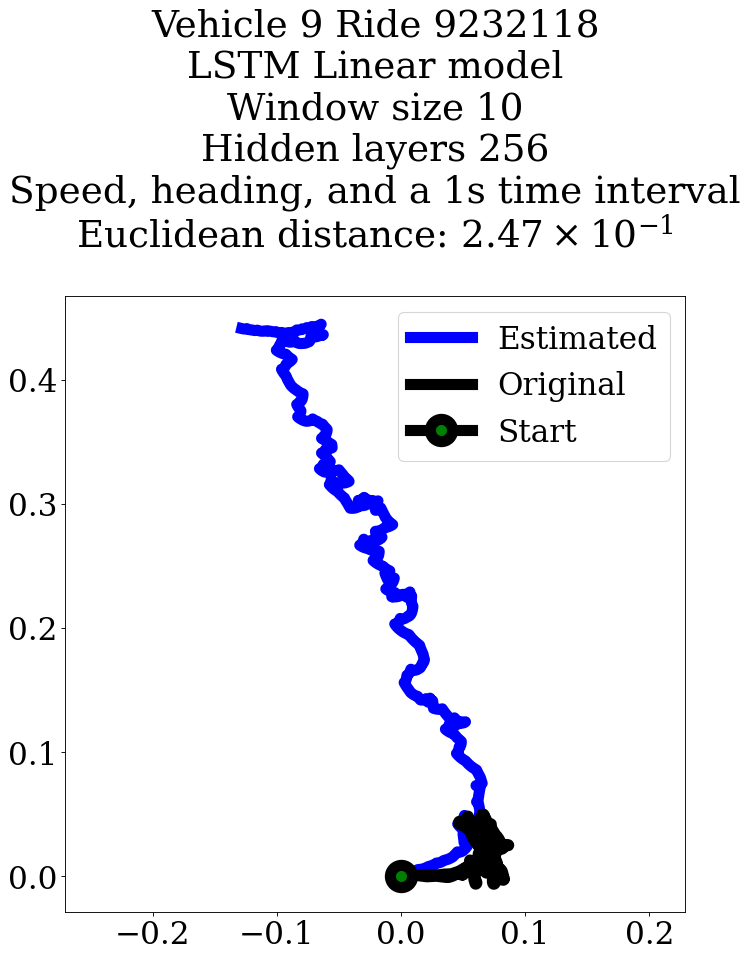 Vehicle 9 Ride 9232118
LSTM Linear model
Window size 10
Hidden layers 256
Speed, heading, and a 1s time interval
Euclidean distance: 2.47 × 10⁻¹
Estimated
Original
Start
0.4
0.3
0.2
0.1
0.0
−0.2 −0.1 0.0 0.1 0.2